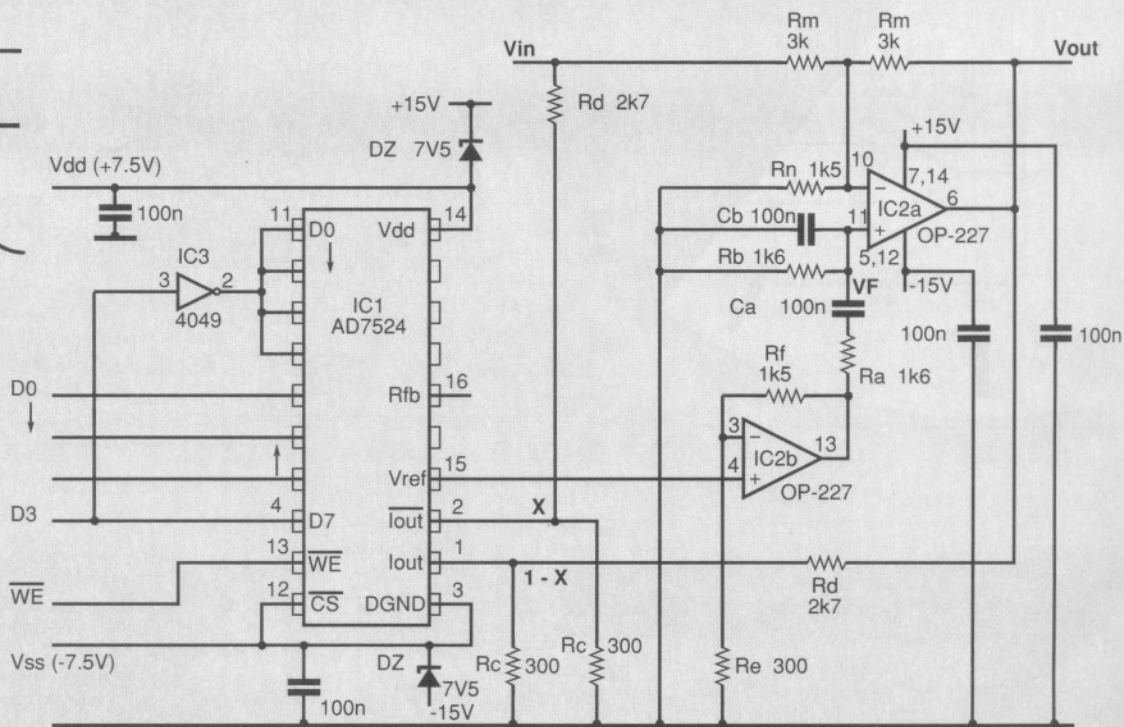 Rm
3k
Rm
3k
Vin
Vout
+15V
Rd 2k7
DZ 7V5
+15V
Vdd (+7.5V)
10
7,14
Rn 1k5
100n
11
14
−
6
D0
Vdd
Cb 100n
11
IC2a
+
OP-227
IC3
5,12
Rb 1k6
3
2
-15V
VF
IC1
AD7524
Ca
100n
4049
100n
100n
Rf
1k5
Ra 1k6
D0
16
Rfb
3
−
13
15
IC2b
Vref
4
+
OP-227
D3
4
D7
Iout
2
X
13
WE
Iout
1
1 - X
Rd
2k7
12
CS
DGND
3
WE
Vss (-7.5V)
DZ
Rc
300
Rc
300
Re 300
7V5
100n
-15V